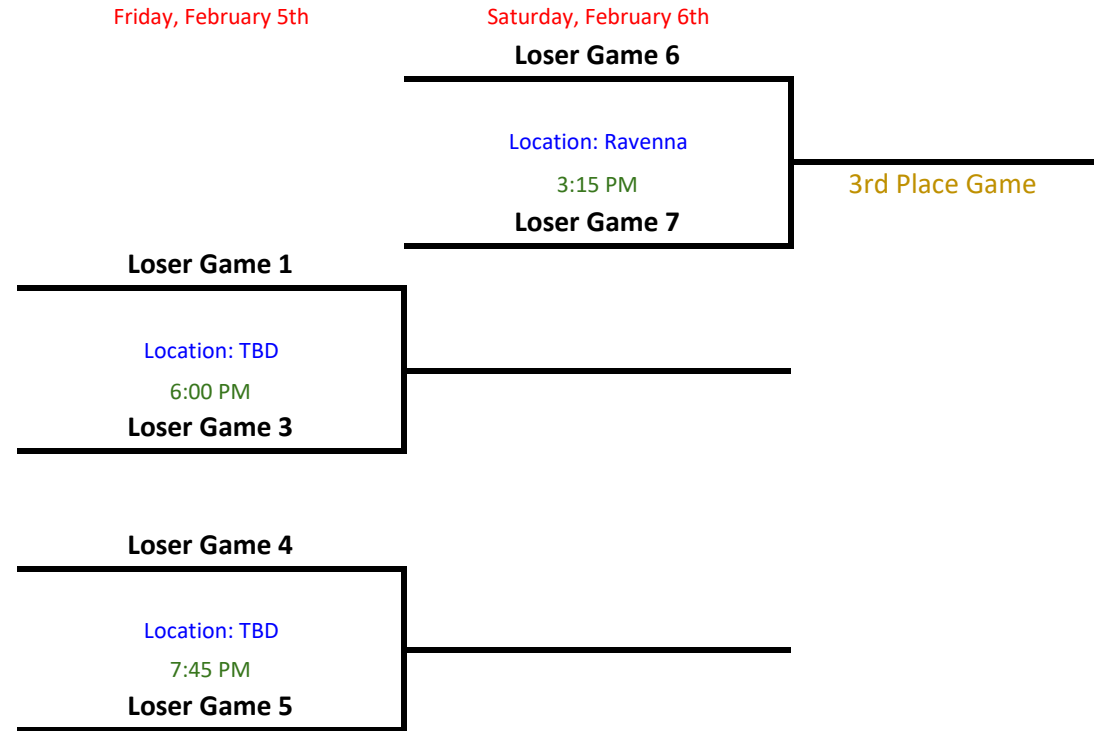 Friday, February 5th
Saturday, February 6th
Loser Game 6
Location: Ravenna
3:15 PM
3rd Place Game
Loser Game 7
Loser Game 1
Location: TBD
6:00 PM
Loser Game 3
Loser Game 4
Location: TBD
7:45 PM
Loser Game 5